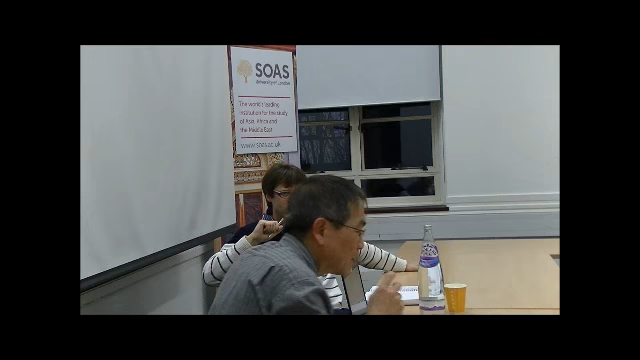 SOAS
University of London
The world's leading
institution for the study
of Asia, Africa and
the Middle East
www.soas.ac.uk